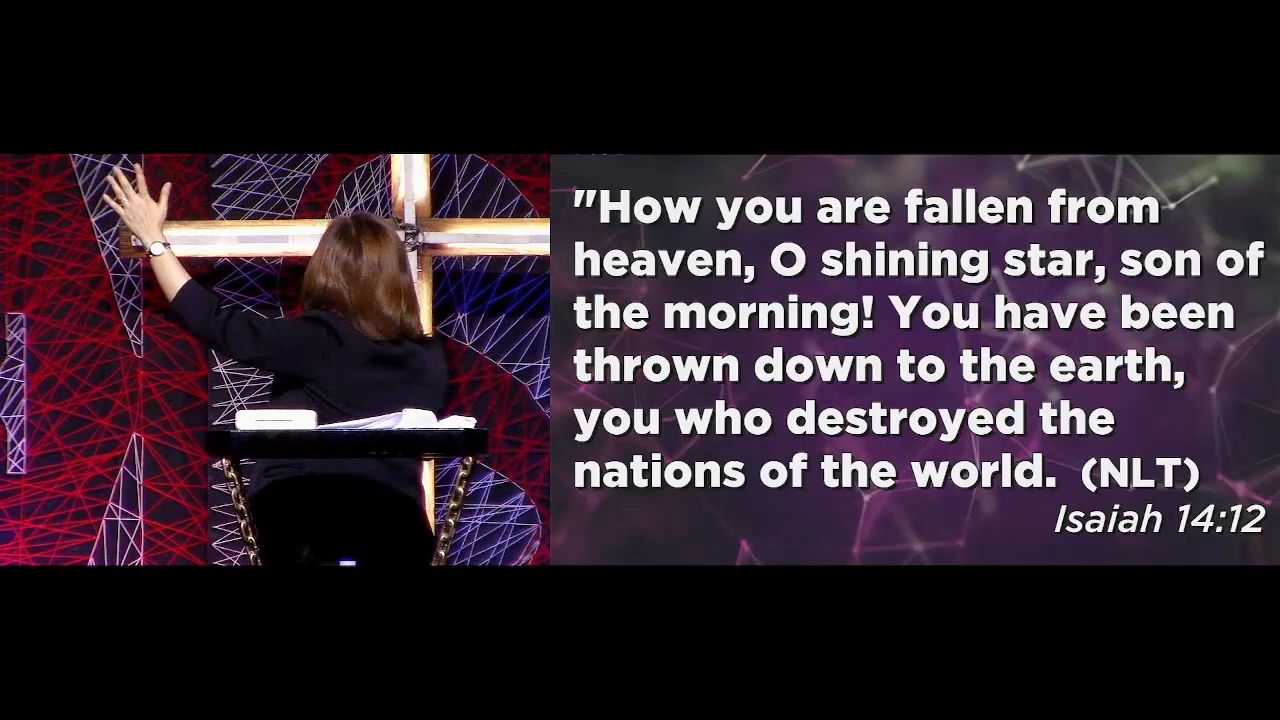 "How you are fallen from
heaven, O shining star, son of
the morning! You have been
thrown down to the earth,
you who destroyed the
nations of the world. (NLT)
Isaiah 14:12